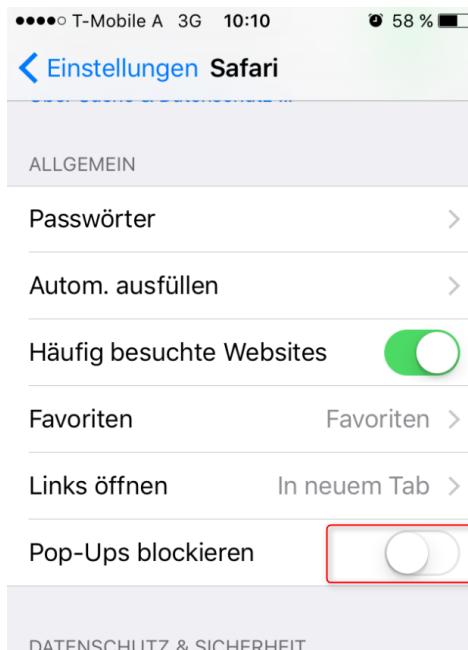 T-Mobile A 3G 10:10 58 %
Einstellungen Safari
ALLGEMEIN
Passwörter
Autom. ausfüllen
Häufig besuchte Websites
Favoriten Favoriten
Links öffnen In neuem Tab
Pop-Ups blockieren
DATENSCHUTZ & SICHERHEIT